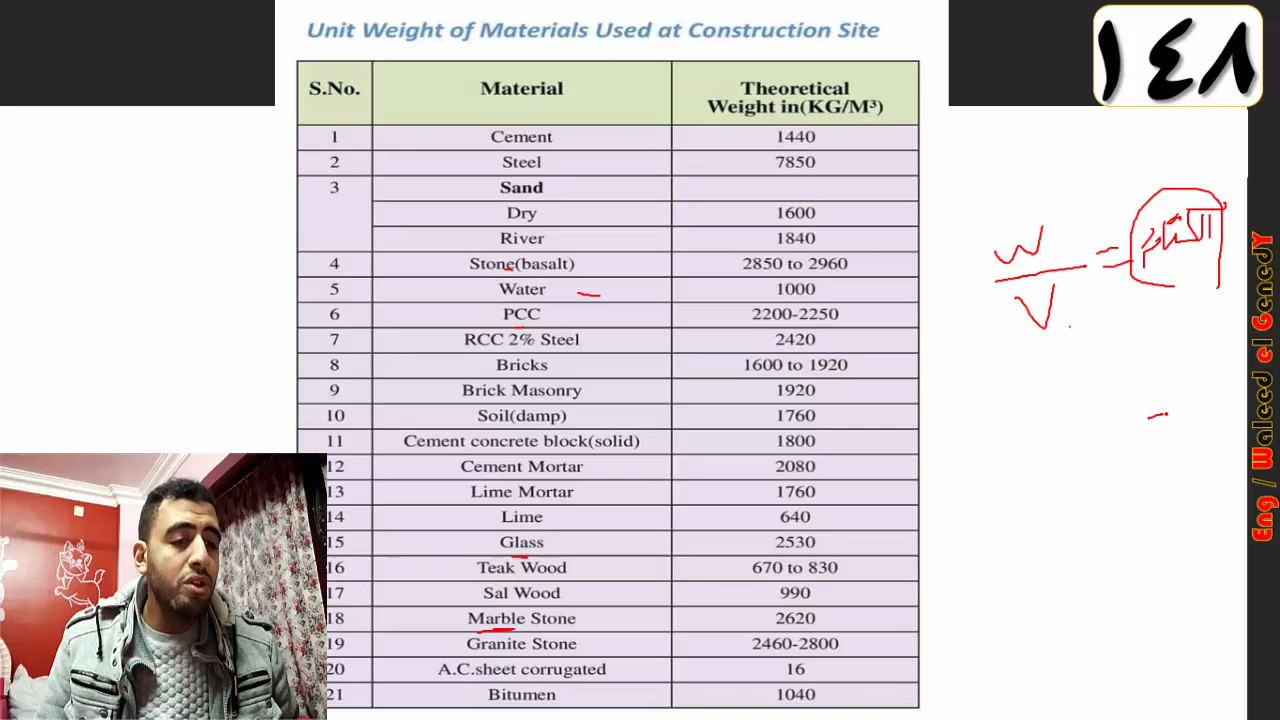 Unit Weight of Materials Used at Construction Site
١٤٨
S.No. Material Theoretical Weight in(KG/M³)
1 Cement 1440
2 Steel 7850
3 Sand
Dry 1600
River 1840
4 Stone(basalt) 2850 to 2960
5 Water 1000
6 PCC 2200-2250
7 RCC 2% Steel 2420
8 Bricks 1600 to 1920
9 Brick Masonry 1920
10 Soil(damp) 1760
11 Cement concrete block(solid) 1800
12 Cement Mortar 2080
13 Lime Mortar 1760
14 Lime 640
15 Glass 2530
16 Teak Wood 670 to 830
17 Sal Wood 990
18 Marble Stone 2620
19 Granite Stone 2460-2800
20 A.C.sheet corrugated 16
21 Bitumen 1040
W
V
=
Eng / Waleed el GenedY